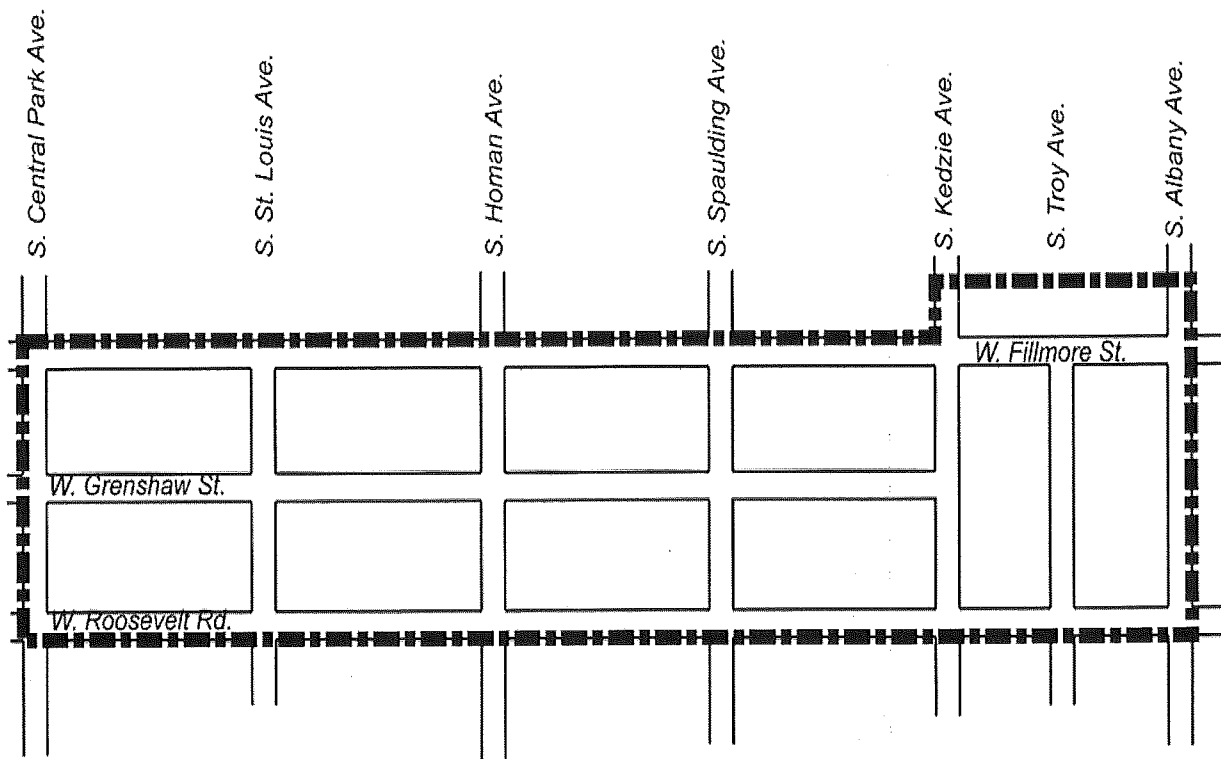 S. Central Park Ave.
S. St. Louis Ave.
S. Homan Ave.
S. Spaulding Ave.
S. Kedzie Ave.
S. Troy Ave.
S. Albany Ave.
W. Fillmore St.
W. Grenshaw St.
W. Roosevelt Rd.